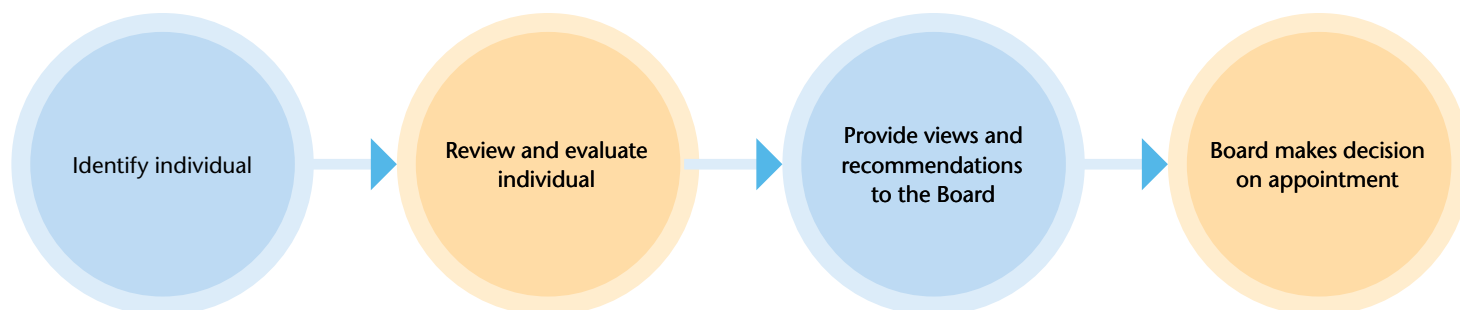 Identify individual
Review and evaluate
individual
Provide views and
recommendations
to the Board
Board makes decision
on appointment